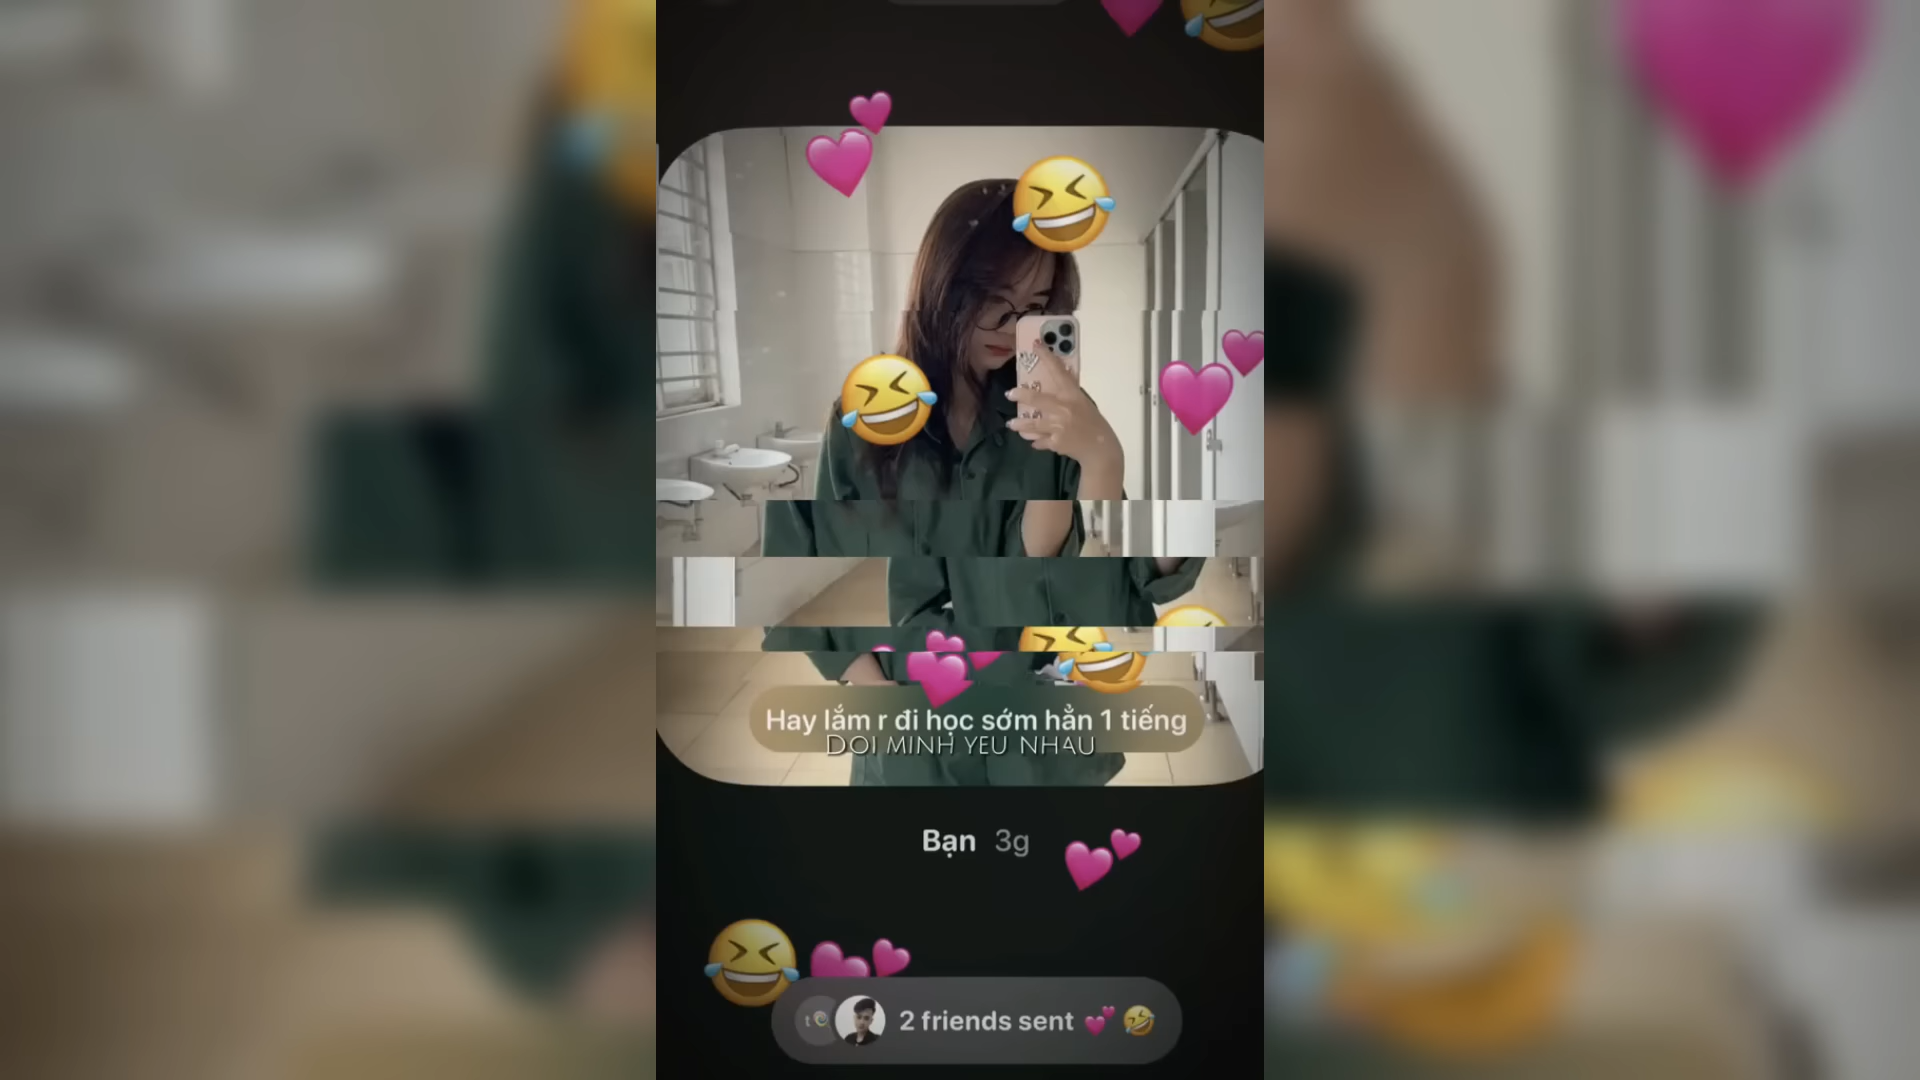 Hay lắm r đi học sớm hẳn 1 tiếng
DOI MINH YEU NHAU
Bạn 3g
t
2 friends sent 💕 🤣